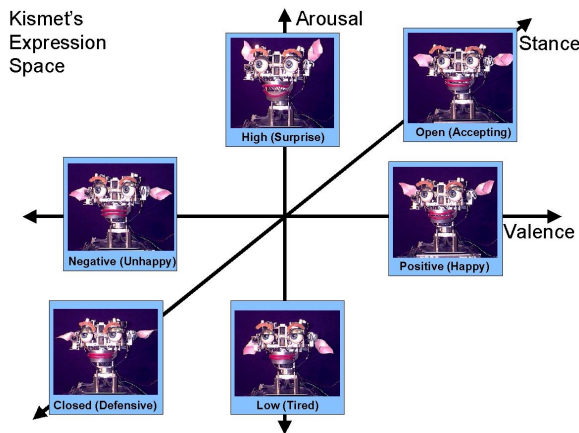 Kismet's
Expression
Space
Arousal
Stance
High (Surprise)
Open (Accepting)
Valence
Negative (Unhappy)
Positive (Happy)
Closed (Defensive)
Low (Tired)